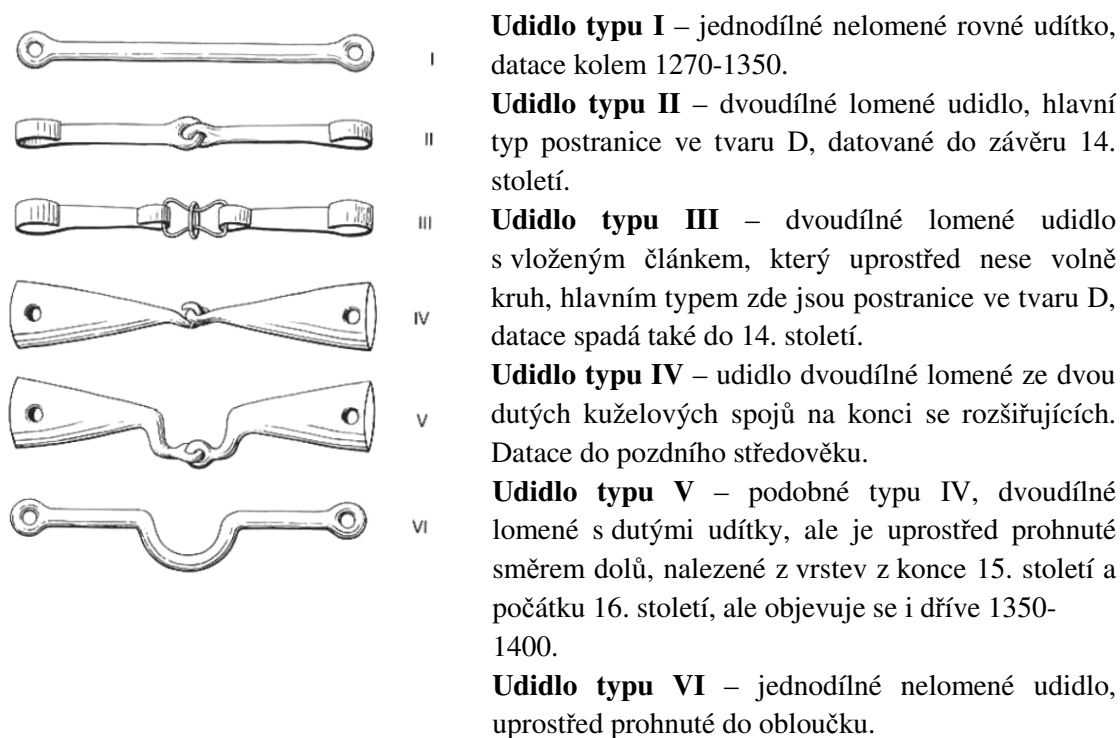 I
II
III
IV
V
VI
Udidlo typu I – jednodílné nelomené rovné udítko,
datace kolem 1270-1350.
Udidlo typu II – dvoudílné lomené udidlo, hlavní
typ postranice ve tvaru D, datované do závěru 14.
století.
Udidlo typu III – dvoudílné lomené udidlo
s vloženým článkem, který uprostřed nese volně
kruh, hlavním typem zde jsou postranice ve tvaru D,
datace spadá také do 14. století.
Udidlo typu IV – udidlo dvoudílné lomené ze dvou
dutých kuželových spojů na konci se rozšiřujících.
Datace do pozdního středověku.
Udidlo typu V – podobné typu IV, dvoudílné
lomené s dutými udítky, ale je uprostřed prohnuté
směrem dolů, nalezené z vrstev z konce 15. století a
počátku 16. století, ale objevuje se i dříve 1350-
1400.
Udidlo typu VI – jednodílné nelomené udidlo,
uprostřed prohnuté do obloučku.